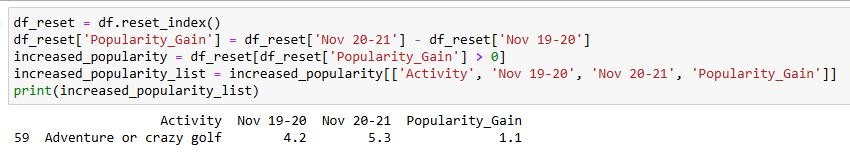 df_reset = df.reset_index()
df_reset['Popularity_Gain'] = df_reset['Nov 20-21'] - df_reset['Nov 19-20']
increased_popularity = df_reset[df_reset['Popularity_Gain'] > 0]
increased_popularity_list = increased_popularity[['Activity', 'Nov 19-20', 'Nov 20-21', 'Popularity_Gain']]
print(increased_popularity_list)
Activity Nov 19-20 Nov 20-21 Popularity_Gain
59 Adventure or crazy golf 4.2 5.3 1.1